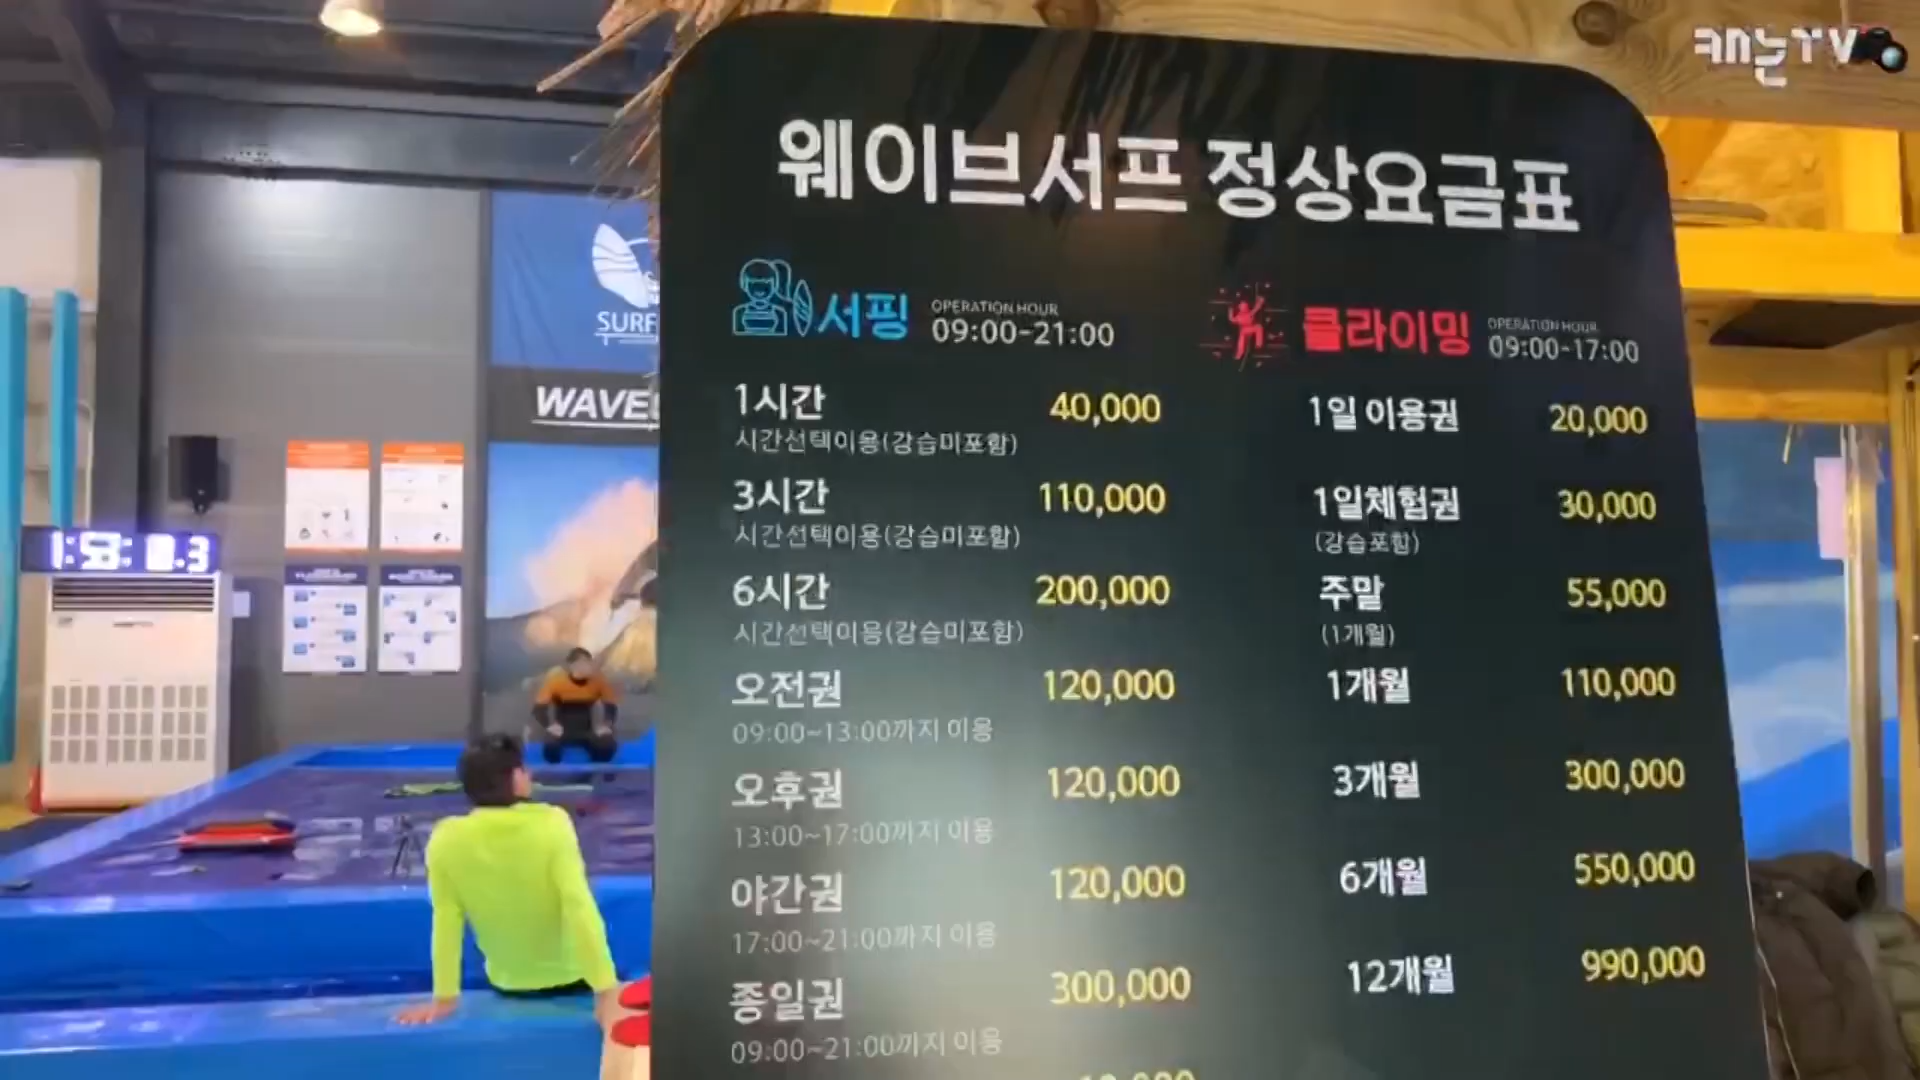 캐논TV
웨이브서프 정상요금표
서핑
OPERATION HOUR
09:00-21:00
1시간 40,000
시간선택이용(강습미포함)
3시간 110,000
시간선택이용(강습미포함)
6시간 200,000
시간선택이용(강습미포함)
오전권 120,000
09:00~13:00까지 이용
오후권 120,000
13:00~17:00까지 이용
야간권 120,000
17:00~21:00까지 이용
종일권 300,000
09:00~21:00까지 이용
클라이밍
OPERATION HOUR
09:00-17:00
1일 이용권 20,000
1일체험권 30,000
(강습포함)
주말 55,000
(1개월)
1개월 110,000
3개월 300,000
6개월 550,000
12개월 990,000
SURF
WAVE